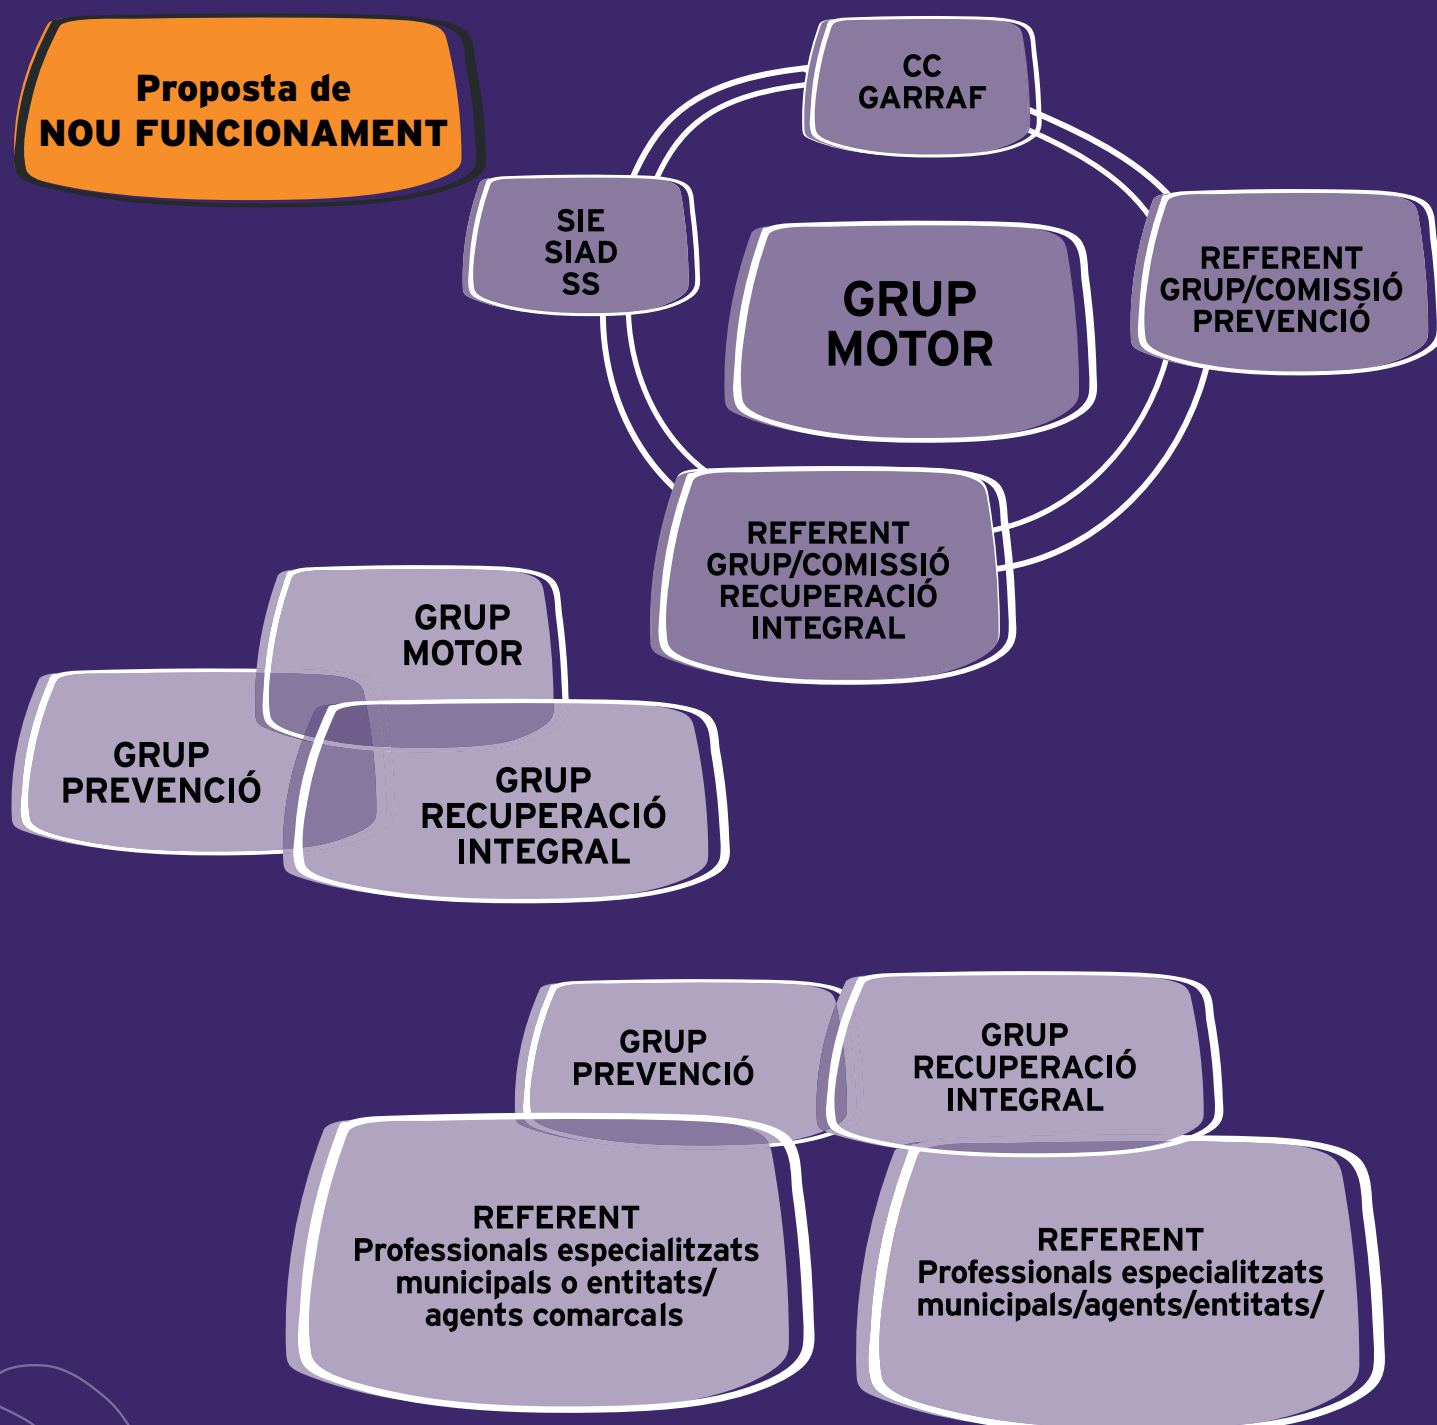 Proposta de
NOU FUNCIONAMENT
CC
GARRAF
SIE
SIAD
SS
GRUP
MOTOR
REFERENT
GRUP/COMISSIÓ
PREVENCIÓ
REFERENT
GRUP/COMISSIÓ
RECUPERACIÓ
INTEGRAL
GRUP
MOTOR
GRUP
PREVENCIÓ
GRUP
RECUPERACIÓ
INTEGRAL
GRUP
PREVENCIÓ
GRUP
RECUPERACIÓ
INTEGRAL
REFERENT
Professionals especialitzats
municipals o entitats/
agents comarcals
REFERENT
Professionals especialitzats
municipals/agents/entitats/